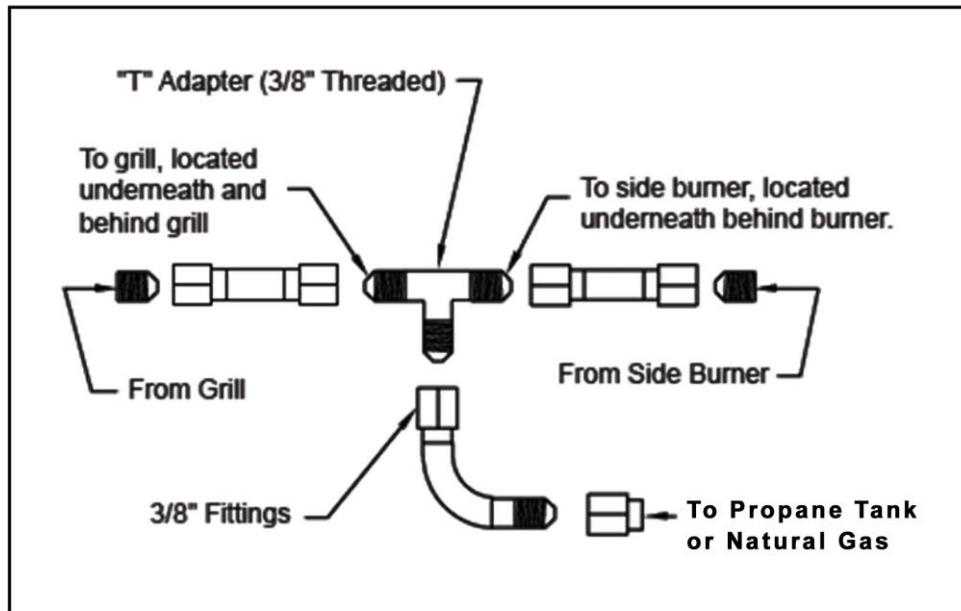 "T" Adapter (3/8" Threaded)
To grill, located
underneath and
behind grill
To side burner, located
underneath behind burner.
From Grill
From Side Burner
3/8" Fittings
To Propane Tank
or Natural Gas